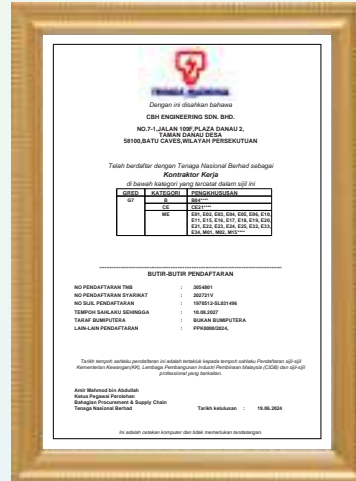 TENAGA NASIONAL
Dengan ini disahkan bahawa
CBH ENGINEERING SDN. BHD.
NO.7-1,JALAN 109F,PLAZA DANAU 2,
TAMAN DANAU DESA
58100,BATU CAVES,WILAYAH PERSEKUTUAN
Telah berdaftar dengan Tenaga Nasional Berhad sebagai
Kontraktor Kerja
di bawah kategori yang tercatat dalam sijil ini
GRED KATEGORI PENGKHUSUSAN
G7 B B04****
CE CE21****
ME E01, E02, E03, E04, E05, E06, E10,
E11, E15, E16, E17, E18, E19, E20,
E21, E22, E23, E24, E25, E32, E33,
E34, M01, M02, M15****
BUTIR-BUTIR PENDAFTARAN
NO PENDAFTARAN TNB : 3054801
NO PENDAFTARAN SYARIKAT : 202721V
NO SIJIL PENDAFTARAN : 1970512-SL031496
TEMPOH SAHLAKU SEHINGGA : 10.08.2027
TARAF BUMIPUTERA : BUKAN BUMIPUTERA
LAIN-LAIN PENDAFTARAN : PPK0000/2024,
Tarikh tempoh sahlaku pendaftaran ini adalah tertakluk kepada tempoh sahlaku Pendaftaran sijil-sijil
Kementerian Kewangan(KK), Lembaga Pembangunan Industri Pembinaan Malaysia (CIDB) dan sijil-sijil
professional yang berkaitan.
Amir Mahmod bin Abdullah
Ketua Pegawai Perolehan
Bahagian Procurement & Supply Chain
Tenaga Nasional Berhad Tarikh kelulusan : 19.06.2024
Ini adalah cetakan komputer dan tidak memerlukan tandatangan.